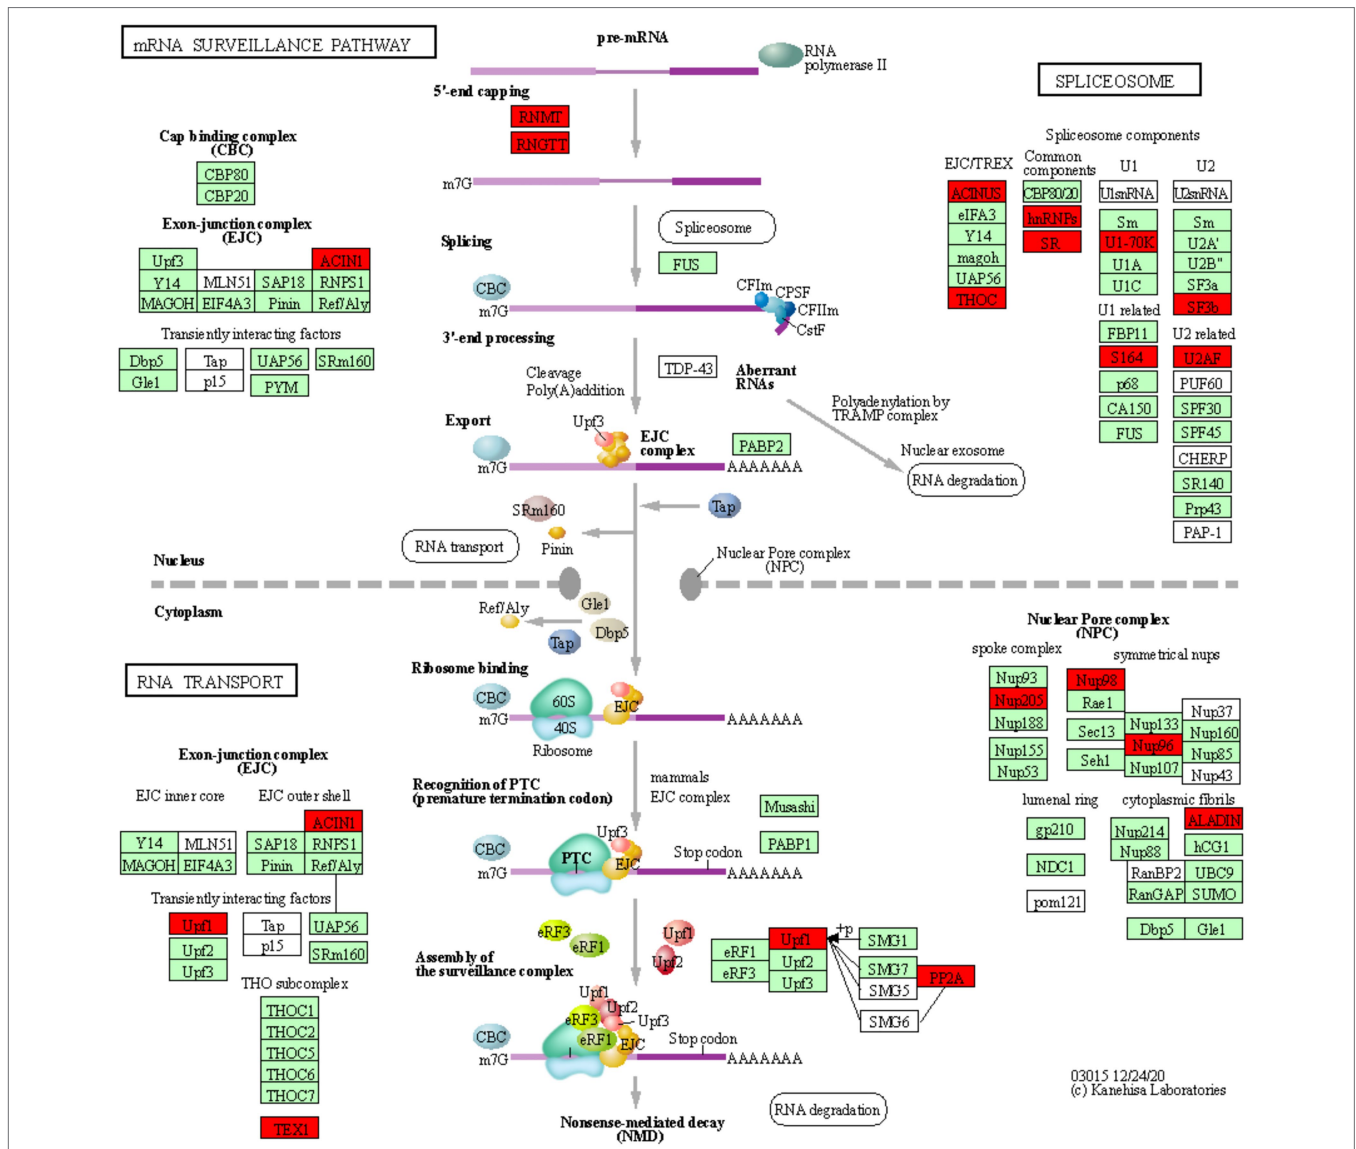 mRNA SURVEILLANCE PATHWAY
pre-mRNA
RNA
polymerase II
5'-end capping
RNMT
RNGTT
Cap binding complex
(CBC)
CBP80
CBP20
m7G
Exon-junction complex
(EJC)
Upf3
ACIN1
Y14
MLN51
SAP18
RNPS1
MAGOH
EIF4A3
Pinin
Ref/Aly
Transiently interacting factors
Dbp5
Tap
UAP56
SRm160
Gle1
p15
PYM
Splicing
Spliceosome
FUS
CBC
m7G
CFIm
CPSF
CFIIm
CstF
3'-end processing
Cleavage
Poly(A)addition
TDP-43
Aberrant
RNAs
Polyadenylation by
TRAMP complex
Nuclear exosome
RNA degradation
Export
Upf3
EJC
complex
PABP2
m7G
AAAAAAA
SRm160
Tap
RNA transport
Pinin
Nuclear Pore complex
(NPC)
Nucleus
Cytoplasm
Ref/Aly
Gle1
Dbp5
Tap
SPLICEOSOME
Spliceosome components
EJC/TREX
Common
components
U1
U2
ACINUS
CBP80/20
U1snRNA
U2snRNA
eIFA3
hnRNPs
Sm
Sm
Y14
SR
U1-70K
U2A'
magoh
U1A
U2B"
UAP56
U1C
SF3a
THOC
SF3b
U1 related
FBP11
U2 related
S164
U2AF
p68
PUF60
CA150
SPF30
FUS
SPF45
CHERP
SR140
Prp43
PAP-1
RNA TRANSPORT
Ribosome binding
CBC
60S
EJC
m7G
40S
AAAAAAA
Ribosome
Exon-junction complex
(EJC)
EJC inner core
EJC outer shell
ACIN1
Y14
MLN51
SAP18
RNPS1
MAGOH
EIF4A3
Pinin
Ref/Aly
Transiently interacting factors
Upf1
Tap
UAP56
Upf2
p15
SRm160
Upf3
THO subcomplex
THOC1
THOC2
THOC5
THOC6
THOC7
TEX1
Recognition of PTC
(premature termination codon)
mammals
EJC complex
Musashi
PABP1
Upf3
CBC
PTC
EJC
Stop codon
m7G
AAAAAAA
eRF3
eRF1
Upf1
Upf2
Assembly of
the surveillance complex
eRF1
Upf1
+p
SMG1
eRF3
Upf2
SMG7
PP2A
Upf3
SMG5
SMG6
Upf1
Upf2
eRF3
Upf3
CBC
eRF1
EJC
Stop codon
m7G
AAAAAAA
RNA degradation
Nonsense-mediated decay
(NMD)
Nuclear Pore complex
(NPC)
spoke complex
symmetrical nups
Nup93
Nup98
Nup205
Rae1
Nup37
Nup188
Sec13
Nup133
Nup160
Nup155
Nup96
Nup85
Nup53
Seh1
Nup107
Nup43
lumenal ring
cytoplasmic fibrils
gp210
Nup214
ALADIN
NDC1
Nup88
hCG1
RanBP2
UBC9
pom121
RanGAP
SUMO
Dbp5
Gle1
03015 12/24/20
(c) Kanehisa Laboratories